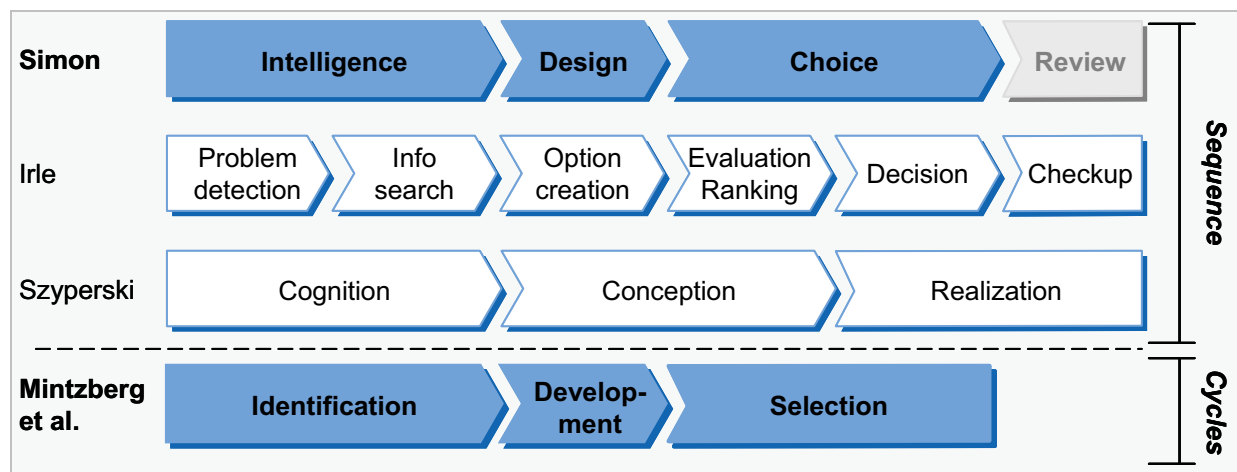 Simon
Intelligence
Design
Choice
Review
Irle
Problem
detection
Info
search
Option
creation
Evaluation
Ranking
Decision
Checkup
Szyperski
Cognition
Conception
Realization
Sequence
Mintzberg
et al.
Identification
Develop-
ment
Selection
Cycles